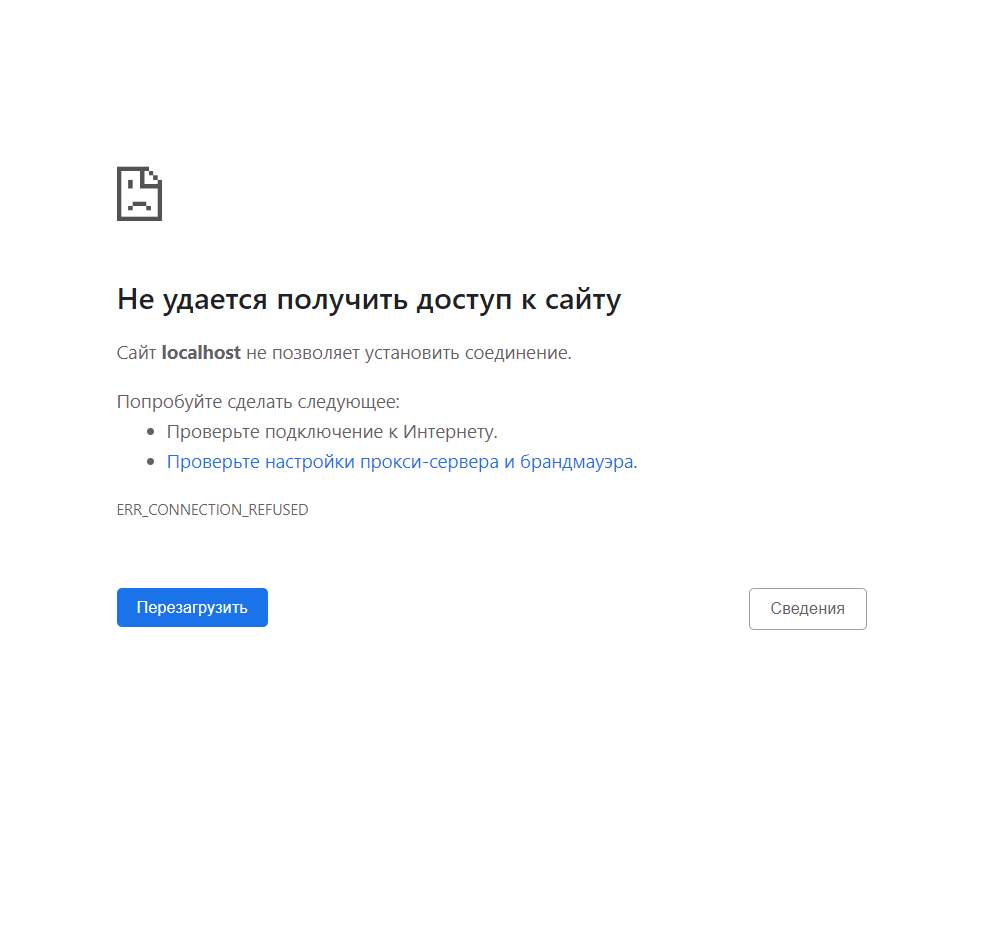 Не удается получить доступ к сайту
Сайт localhost не позволяет установить соединение.
Попробуйте сделать следующее:
Проверьте подключение к Интернету.
Проверьте настройки прокси-сервера и брандмауэра.
ERR_CONNECTION_REFUSED
Перезагрузить
Сведения